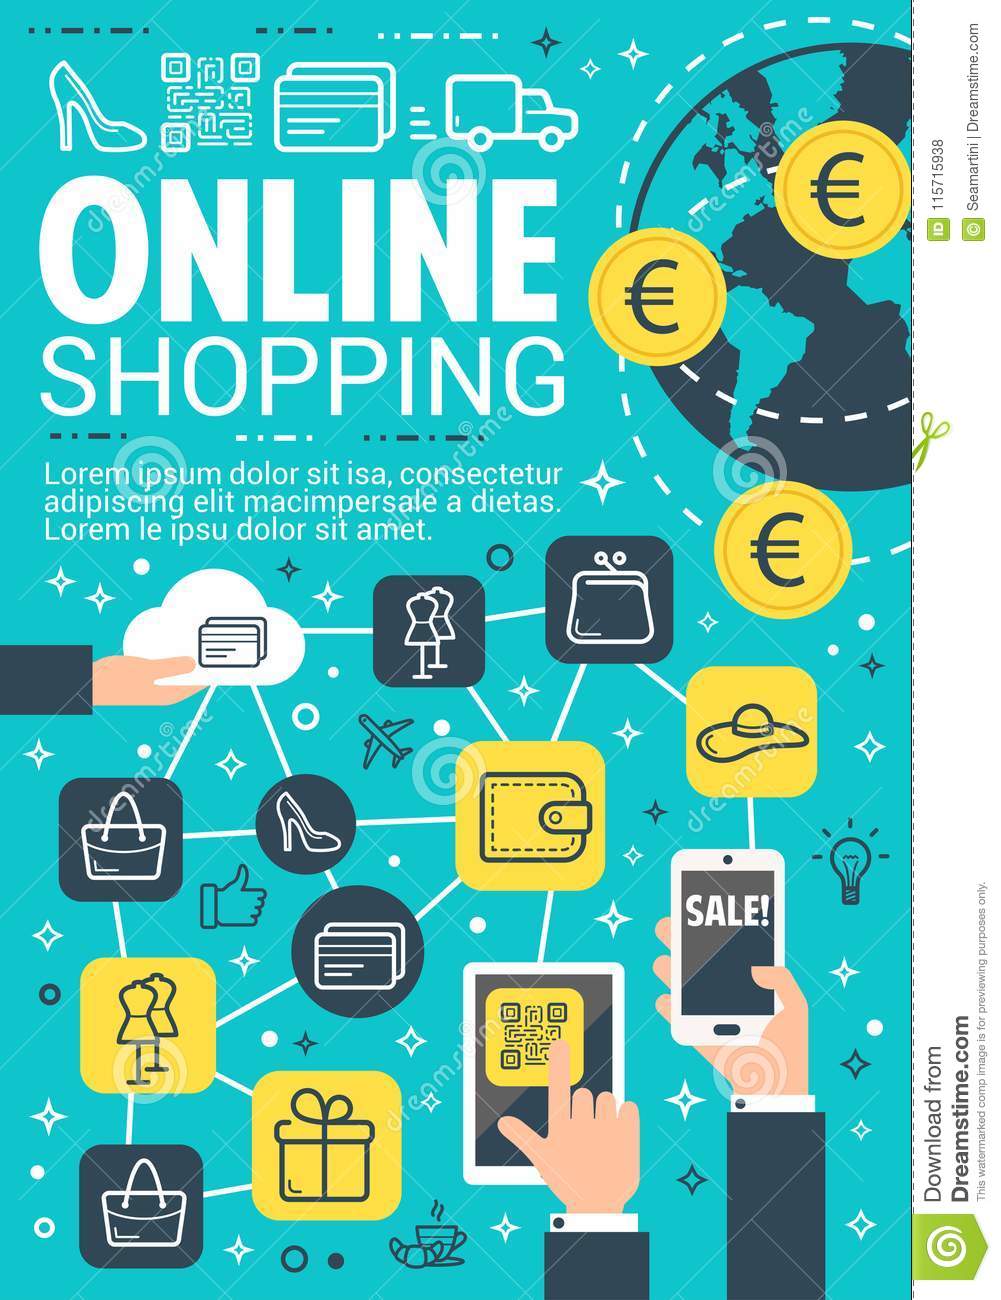 ONLINE
SHOPPING
Lorem ipsum dolor sit isa, consectetur
adipiscing elit macimpersale a dietas.
Lorem le ipsu dolor sit amet.
€
€
€
SALE!
dreamstime.
ID 115715938
© Seamartini | Dreamstime.com
Download from
Dreamstime.com
This watermarked comp image is for previewing purposes only.